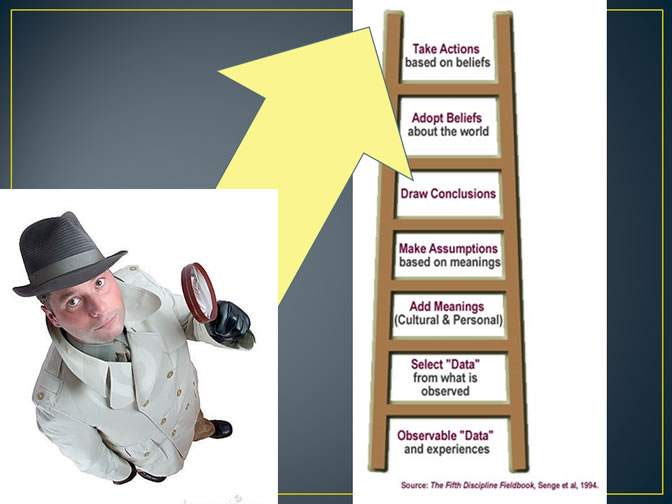 Take Actions
based on beliefs
Adopt Beliefs
about the world
Draw Conclusions
Make Assumptions
based on meanings
Add Meanings
(Cultural & Personal)
Select "Data"
from what is
observed
Observable "Data"
and experiences
Source: The Fifth Discipline Fieldbook, Senge et al, 1994.